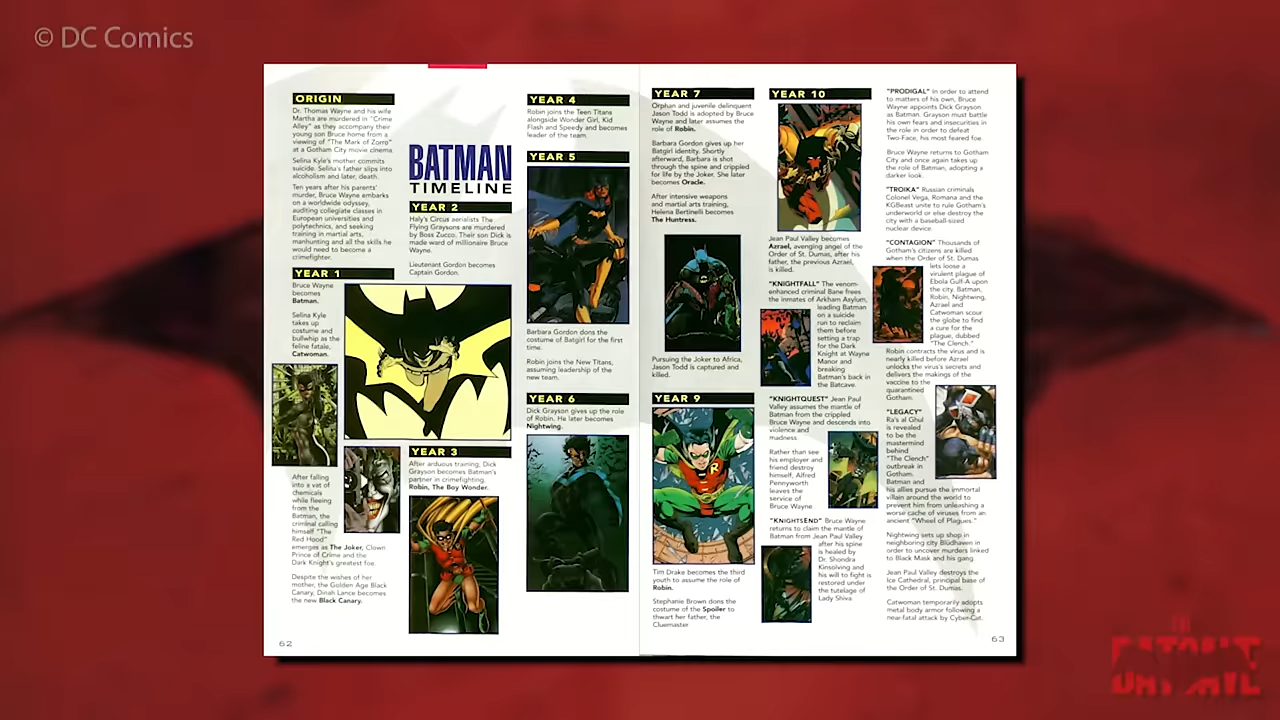 © DC Comics
ORIGIN
Dr. Thomas Wayne and his wife
Martha are murdered in "Crime
Alley" as they accompany their
young son Bruce home from a
viewing of "The Mark of Zorro"
at a Gotham City movie cinema.
Selina Kyle's mother commits
suicide. Selina's father slips into
alcoholism and later, death.
Ten years after his parents'
murder, Bruce Wayne embarks
on a worldwide odyssey,
auditing collegiate classes in
European universities and
polytechnics, and seeking
training in martial arts,
manhunting and all the skills he
would need to become a
crimefighter.
YEAR 1
Bruce Wayne
becomes
Batman.
Selina Kyle
takes up
costume and
bullwhip as the
feline fatale,
Catwoman.
After falling
into a vat of
chemicals
while fleeing
from the
Batman, the
criminal calling
himself "The
Red Hood"
emerges as The Joker, Clown
Prince of Crime and the
Dark Knight's greatest foe.
Despite the wishes of her
mother, the Golden Age Black
Canary, Dinah Lance becomes
the new Black Canary.
62
BATMAN
TIMELINE
YEAR 2
Haly's Circus aerialists The
Flying Graysons are murdered
by Boss Zucco. Their son Dick is
made ward of millionaire Bruce
Wayne.
Lieutenant Gordon becomes
Captain Gordon.
YEAR 3
After arduous training, Dick
Grayson becomes Batman's
partner in crimefighting,
Robin, The Boy Wonder.
YEAR 4
Robin joins the Teen Titans
alongside Wonder Girl, Kid
Flash and Speedy and becomes
leader of the team.
YEAR 5
Barbara Gordon dons the
costume of Batgirl for the first
time.
Robin joins the New Titans,
assuming leadership of the
new team.
YEAR 6
Dick Grayson gives up the role
of Robin. He later becomes
Nightwing.
YEAR 7
Orphan and juvenile delinquent
Jason Todd is adopted by Bruce
Wayne and later assumes the
role of Robin.
Barbara Gordon gives up her
Batgirl identity. Shortly
afterward, Barbara is shot
through the spine and crippled
for life by the Joker. She later
becomes Oracle.
After intensive weapons
and martial arts training,
Helena Bertinelli becomes
The Huntress.
Pursuing the Joker to Africa,
Jason Todd is captured and
killed.
YEAR 9
R
Tim Drake becomes the third
youth to assume the role of
Robin.
Stephanie Brown dons the
costume of the Spoiler to
thwart her father, the
Cluemaster
YEAR 10
Jean Paul Valley becomes
Azrael, avenging angel of the
Order of St. Dumas, after his
father, the previous Azrael,
is killed.
"KNIGHTFALL" The venom-
enhanced criminal Bane frees
the inmates of Arkham Asylum,
leading Batman
on a suicide
run to reclaim
them before
setting a trap
for the Dark
Knight at Wayne
Manor and
breaking
Batman's back in
the Batcave.
"KNIGHTQUEST" Jean Paul
Valley assumes the mantle of
Batman from the crippled
Bruce Wayne and descends into
violence and
madness.
Rather than see
his employer and
friend destroy
himself, Alfred
Pennyworth
leaves the
service of
Bruce Wayne.
"KNIGHTSEND" Bruce Wayne
returns to claim the mantle of
Batman from Jean Paul Valley
after his spine
is healed by
Dr. Shondra
Kinsolving and
his will to fight is
restored under
the tutelage of
Lady Shiva.
"PRODIGAL" In order to attend
to matters of his own, Bruce
Wayne appoints Dick Grayson
as Batman. Grayson must battle
his own fears and insecurities in
the role in order to defeat
Two-Face, his most feared foe.
Bruce Wayne returns to Gotham
City and once again takes up
the role of Batman, adopting a
darker look.
"TROIKA" Russian criminals
Colonel Vega, Romana and the
KGBeast unite to rule Gotham's
underworld or else destroy the
city with a baseball-sized
nuclear device.
"CONTAGION" Thousands of
Gotham's citizens are killed
when the Order of St. Dumas
lets loose a
virulent plague of
Ebola Gulf-A upon
the city. Batman,
Robin, Nightwing,
Azrael and
Catwoman scour
the globe to find
a cure for the
plague, dubbed
"The Clench."
Robin contracts the virus and is
nearly killed before Azrael
unlocks the virus's secrets and
delivers the makings of the
vaccine to the
quarantined
Gotham.
"LEGACY"
Ra's al Ghul
is revealed
to be the
mastermind
behind
"The Clench"
outbreak in
Gotham.
Batman and
his allies pursue the immortal
villain around the world to
prevent him from unleashing a
worse cache of viruses from an
ancient "Wheel of Plagues."
Nightwing sets up shop in
neighboring city Blüdhaven in
order to uncover murders linked
to Black Mask and his gang.
Jean Paul Valley destroys the
Ice Cathedral, principal base of
the Order of St. Dumas.
Catwoman temporarily adopts
metal body armor following a
near-fatal attack by Cyber-Cat.
63